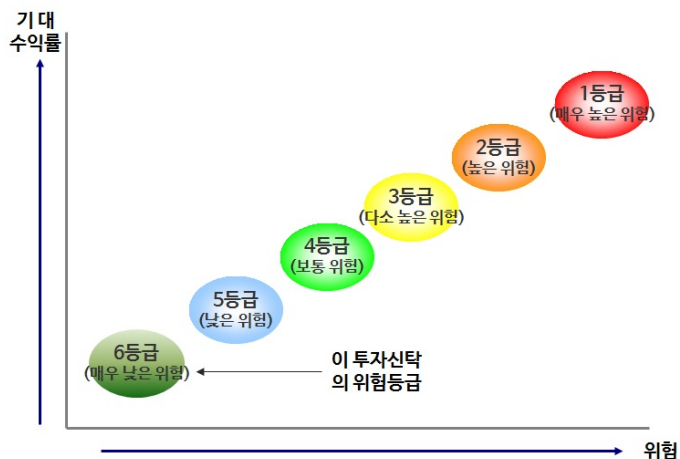 기 대
수익률
1등급
(매우 높은 위험)
2등급
(높은 위험)
3등급
(다소 높은 위험)
4등급
(보통 위험)
5등급
(낮은 위험)
6등급
(매우 낮은 위험)
이 투자신탁
의 위험등급
위험